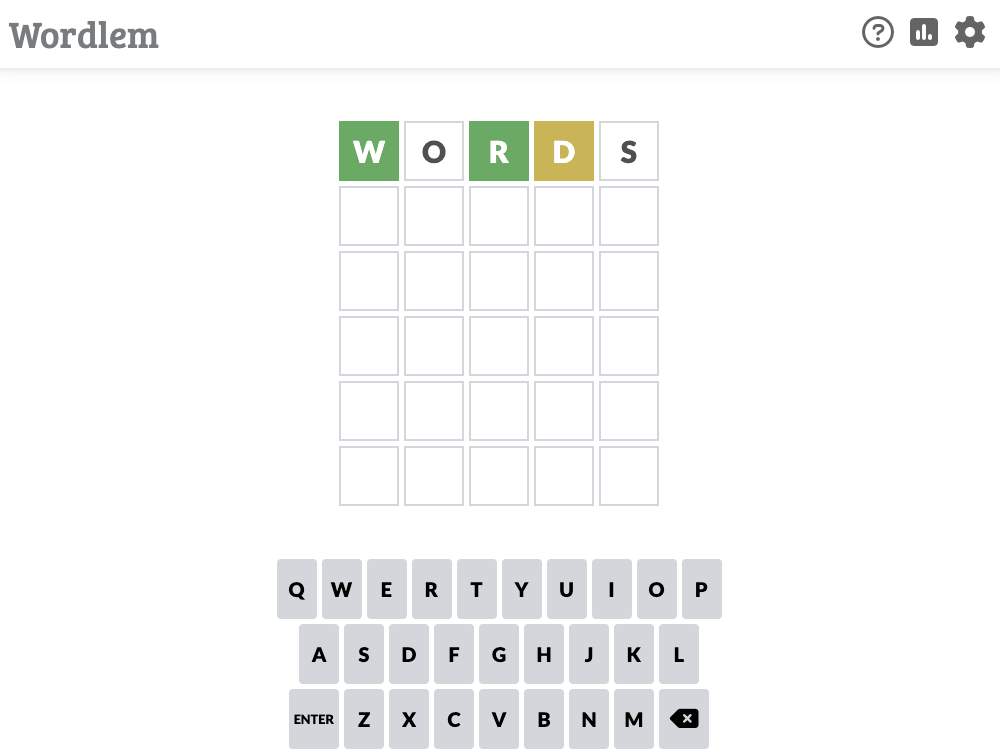 Wordlem
W O R D S
Q W E R T Y U I O P
A S D F G H J K L
ENTER Z X C V B N M